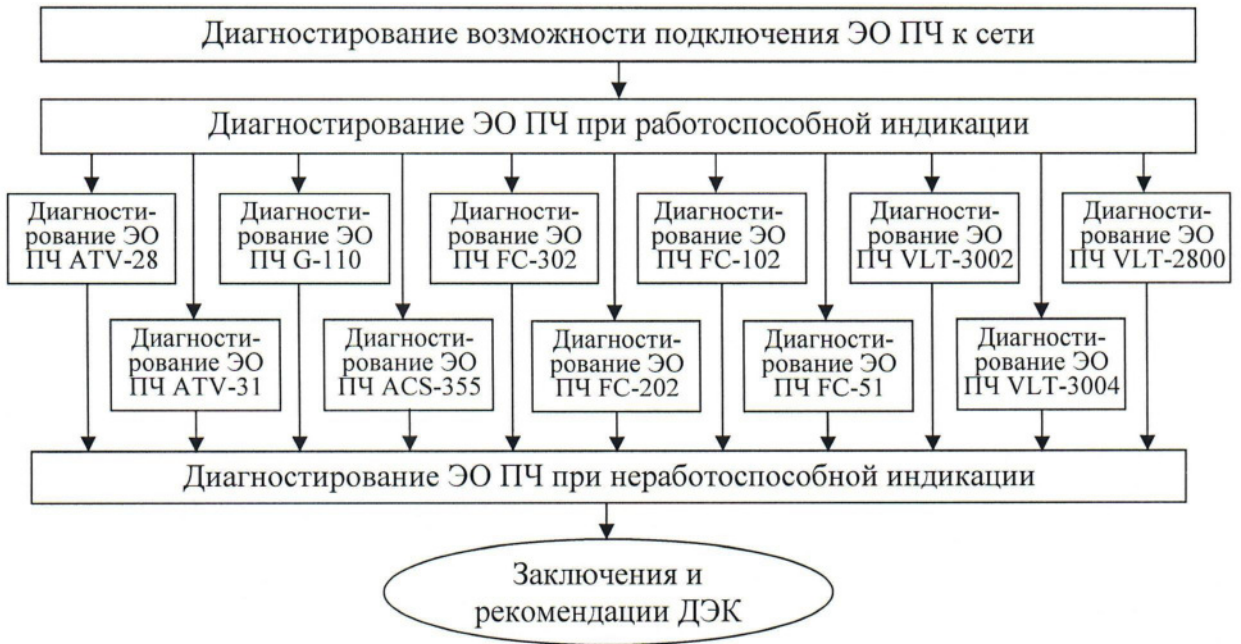 Диагностирование возможности подключения ЭО ПЧ к сети
Диагностирование ЭО ПЧ при работоспособной индикации
Диагности-
рование ЭО
ПЧ ATV-28
Диагности-
рование ЭО
ПЧ G-110
Диагности-
рование ЭО
ПЧ FC-302
Диагности-
рование ЭО
ПЧ FC-102
Диагности-
рование ЭО
ПЧ VLT-3002
Диагности-
рование ЭО
ПЧ VLT-2800
Диагности-
рование ЭО
ПЧ ATV-31
Диагности-
рование ЭО
ПЧ ACS-355
Диагности-
рование ЭО
ПЧ FC-202
Диагности-
рование ЭО
ПЧ FC-51
Диагности-
рование ЭО
ПЧ VLT-3004
Диагностирование ЭО ПЧ при неработоспособной индикации
Заключения и
рекомендации ДЭК